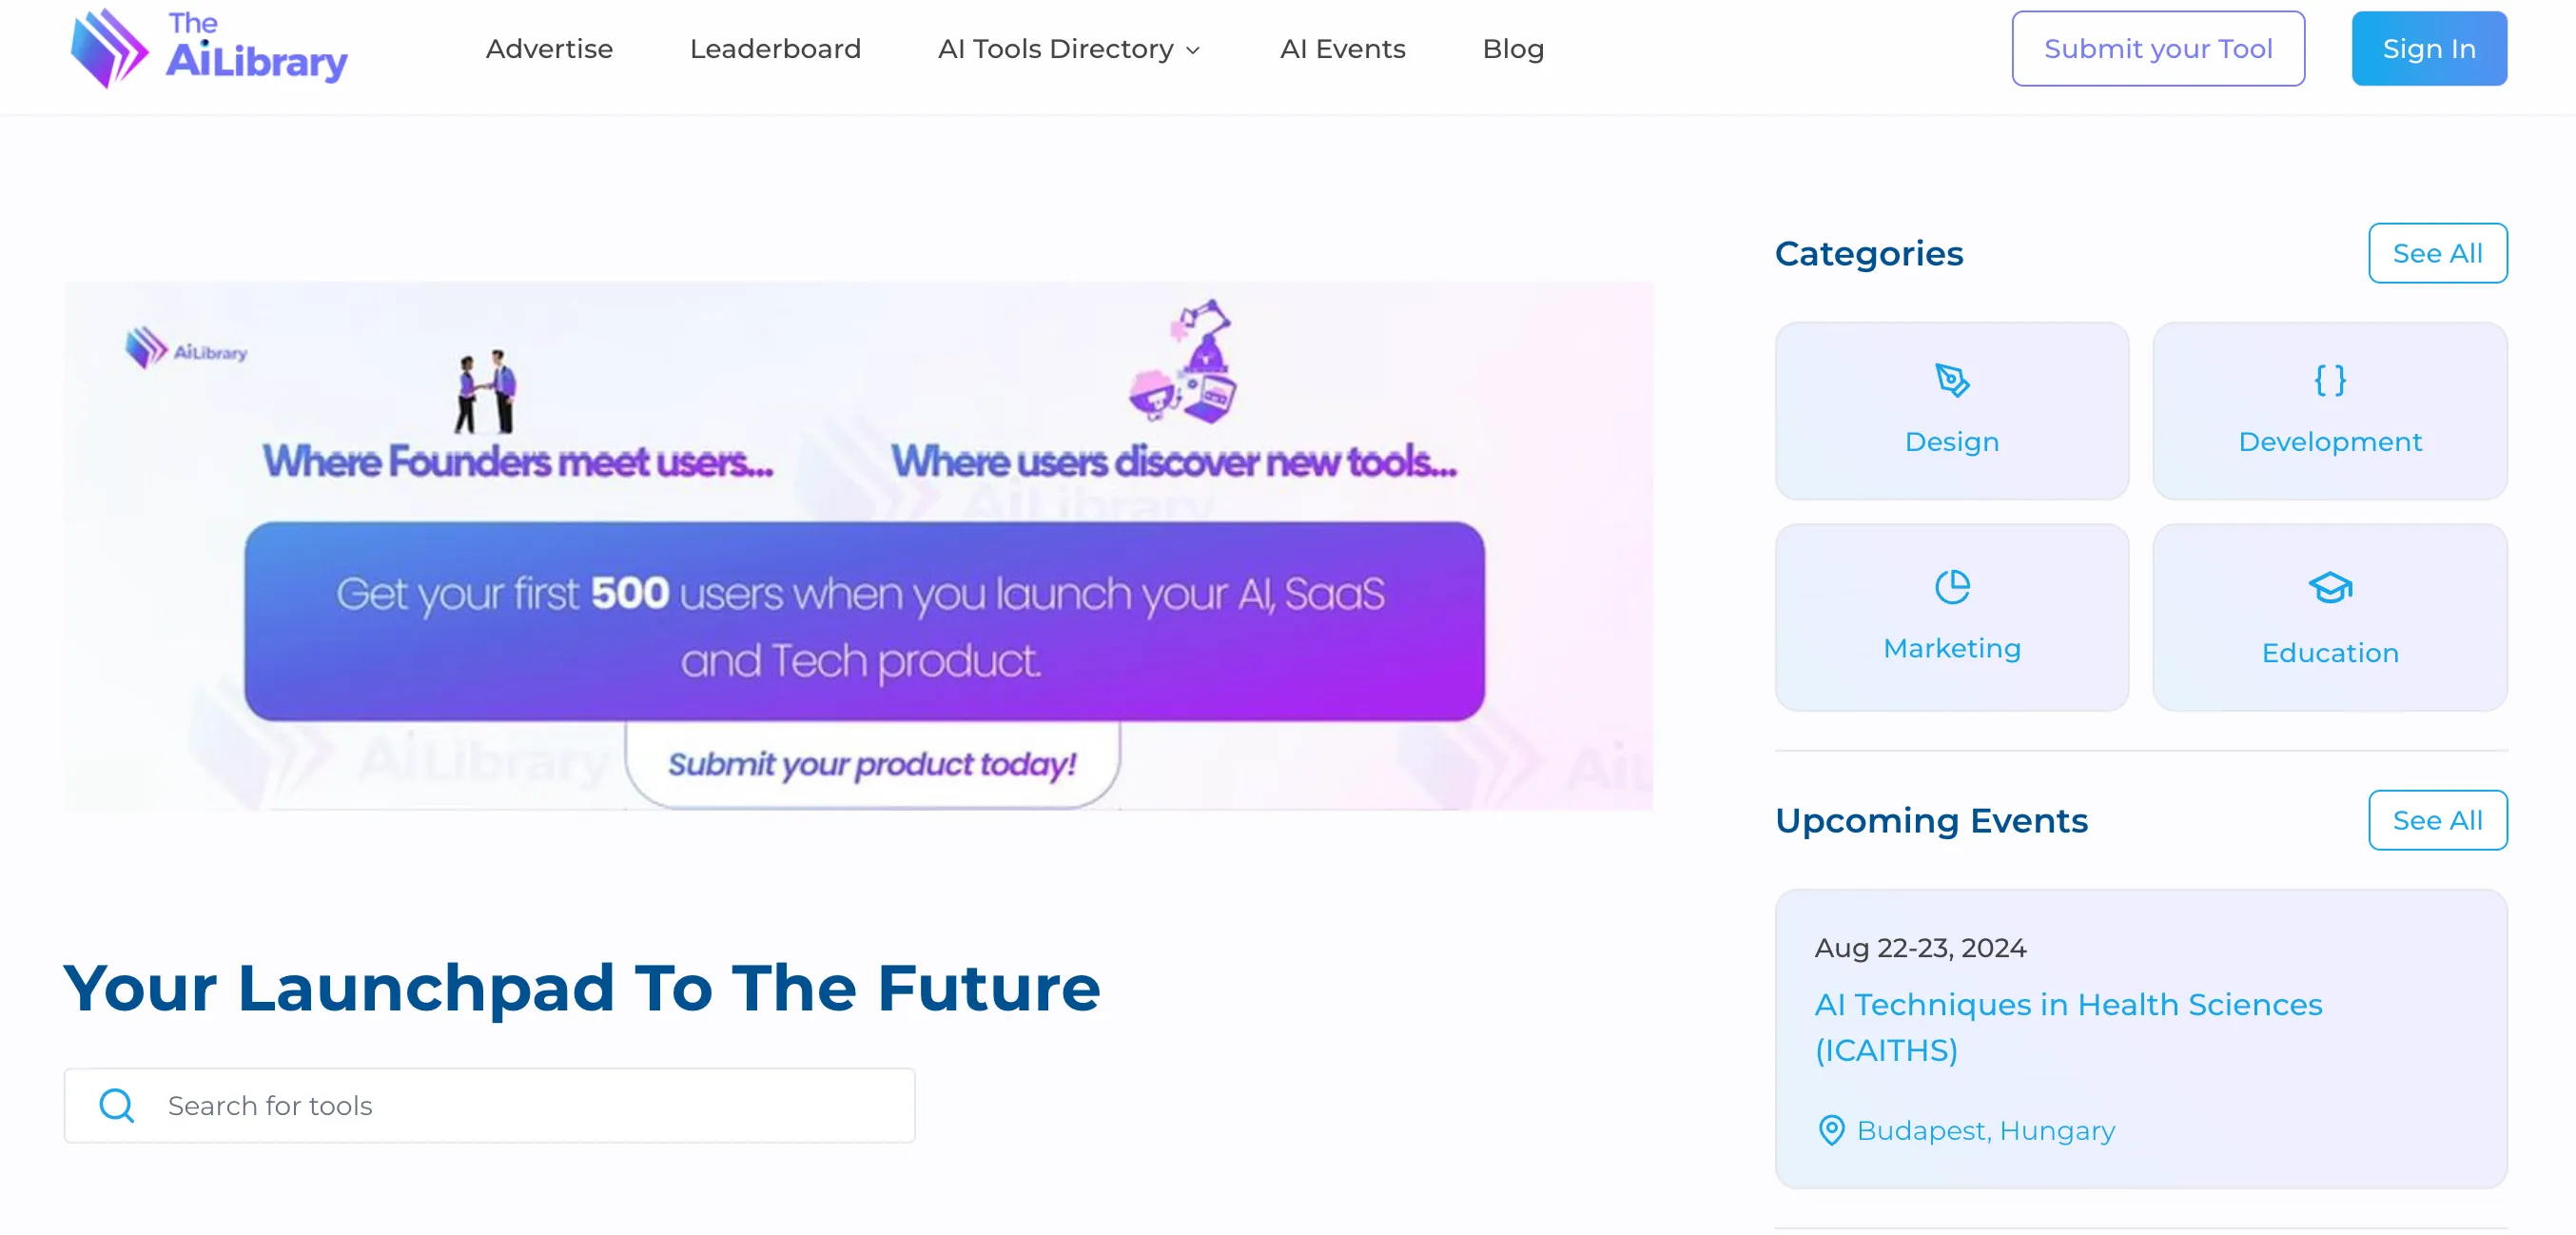 The
AiLibrary
Advertise
Leaderboard
AI Tools Directory
AI Events
Blog
Submit your Tool
Sign In
AiLibrary
Where Founders meet users...
Where users discover new tools...
AiLibrary
Get your first 500 users when you launch your AI, SaaS
and Tech product.
AiLibrary
Submit your product today!
AiL
Your Launchpad To The Future
Search for tools
Categories
See All
Design
Development
Marketing
Education
Upcoming Events
See All
Aug 22-23, 2024
AI Techniques in Health Sciences
(ICAITHS)
Budapest, Hungary